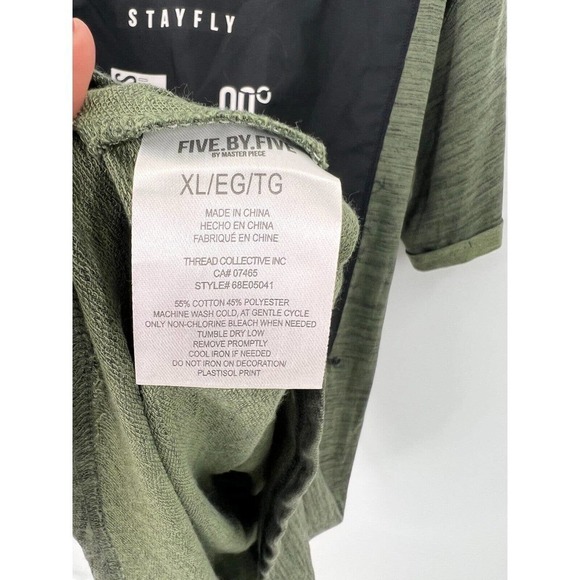 STAYFLY
FIVE.BY.FIVE
BY MASTER PIECE
XL/EG/TG
MADE IN CHINA
HECHO EN CHINA
FABRIQUÉ EN CHINE
THREAD COLLECTIVE INC
CA# 07465
STYLE# 68E05041
55% COTTON 45% POLYESTER
MACHINE WASH COLD, AT GENTLE CYCLE
ONLY NON-CHLORINE BLEACH WHEN NEEDED
TUMBLE DRY LOW
REMOVE PROMPTLY
COOL IRON IF NEEDED
DO NOT IRON ON DECORATION/
PLASTISOL PRINT